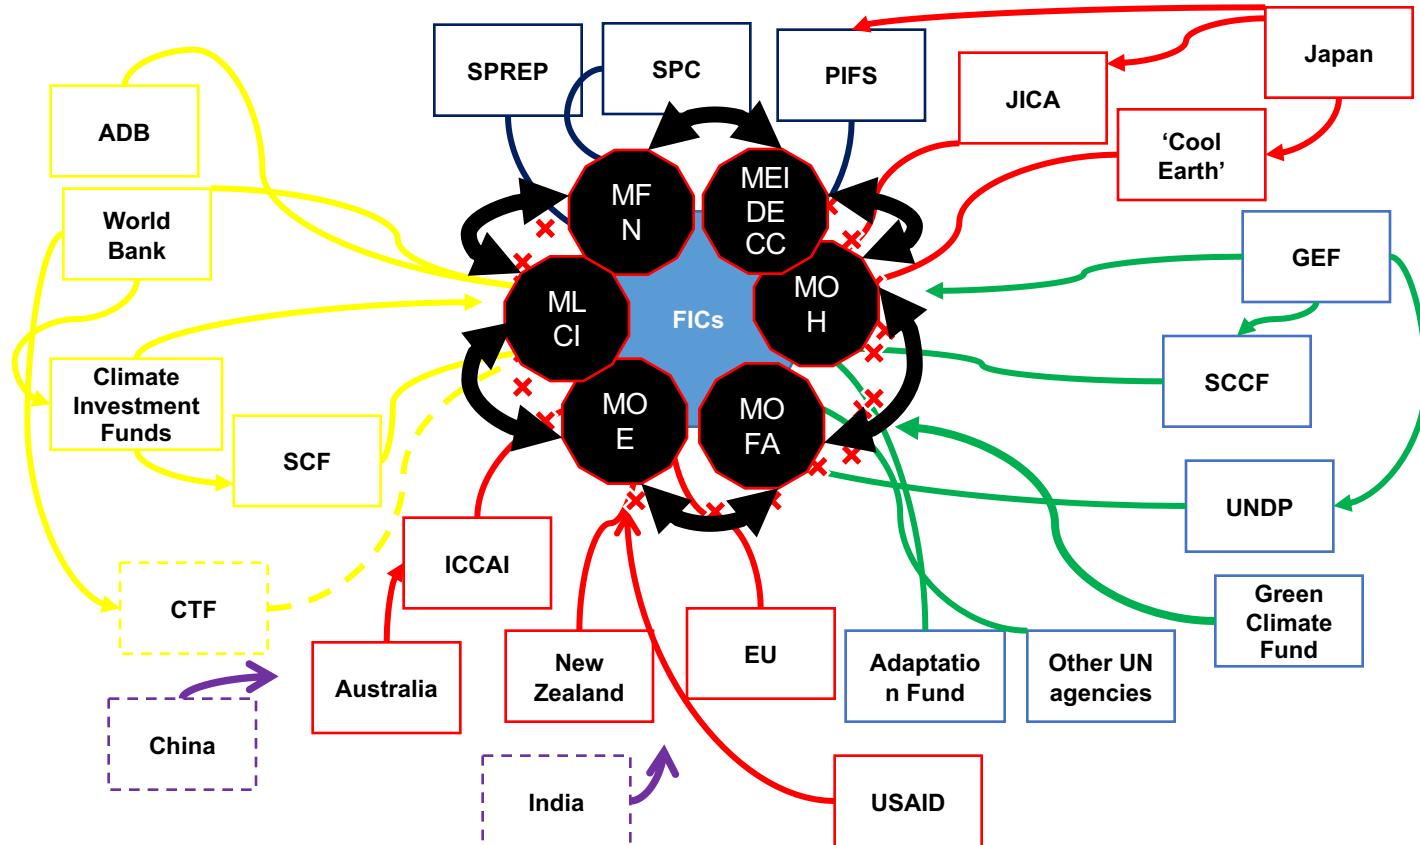 SPREP
SPC
PIFS
JICA
Japan
ADB
‘Cool
Earth’
World
Bank
MF
N
MEI
DE
CC
GEF
ML
CI
FICs
MO
H
Climate
Investment
Funds
SCCF
SCF
MO
E
MO
FA
UNDP
ICCAI
CTF
Green
Climate
Fund
Australia
New
Zealand
EU
Adaptatio
n Fund
Other UN
agencies
China
India
USAID